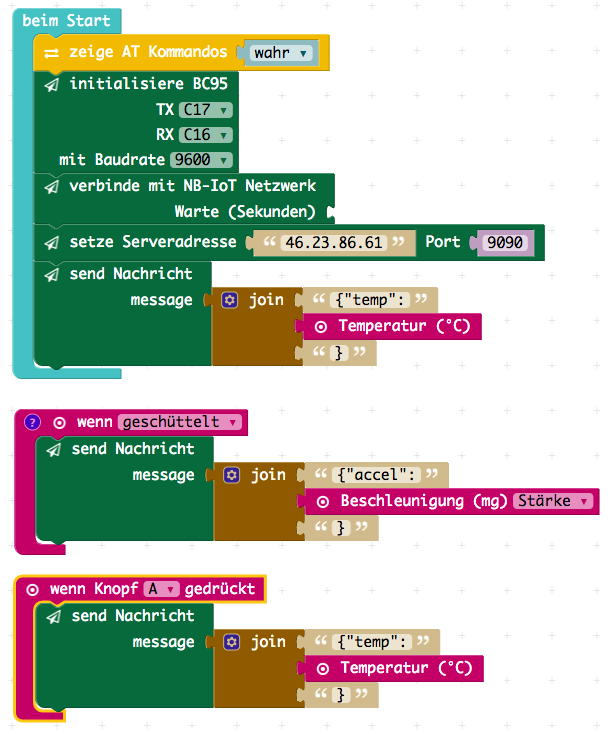 beim Start
zeige AT Kommandos wahr
initialisiere BC95
TX C17
RX C16
mit Baudrate 9600
verbinde mit NB-IoT Netzwerk
Warte (Sekunden)
setze Serveradresse “ 46.23.86.61 ” Port 9090
send Nachricht
message join “ {"temp": ”
Temperatur (°C)
“ } ”
? wenn geschüttelt
send Nachricht
message join “ {"accel": ”
Beschleunigung (mg) Stärke
“ } ”
wenn Knopf A gedrückt
send Nachricht
message join “ {"temp": ”
Temperatur (°C)
“ } ”